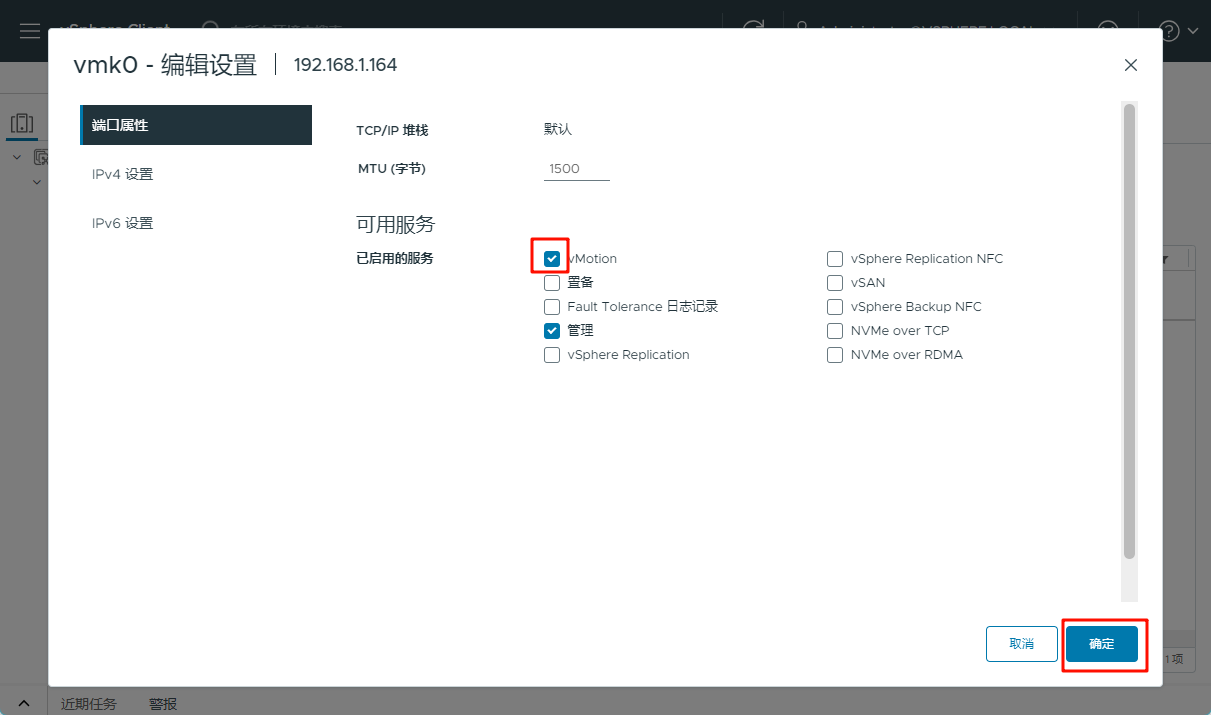 vmk0 - 编辑设置 | 192.168.1.164
端口属性
IPv4 设置
IPv6 设置
TCP/IP 堆栈 默认
MTU (字节) 1500
可用服务
已启用的服务
vMotion
置备
Fault Tolerance 日志记录
管理
vSphere Replication
vSphere Replication NFC
vSAN
vSphere Backup NFC
NVMe over TCP
NVMe over RDMA
取消 确定
1 项
近期任务 警报